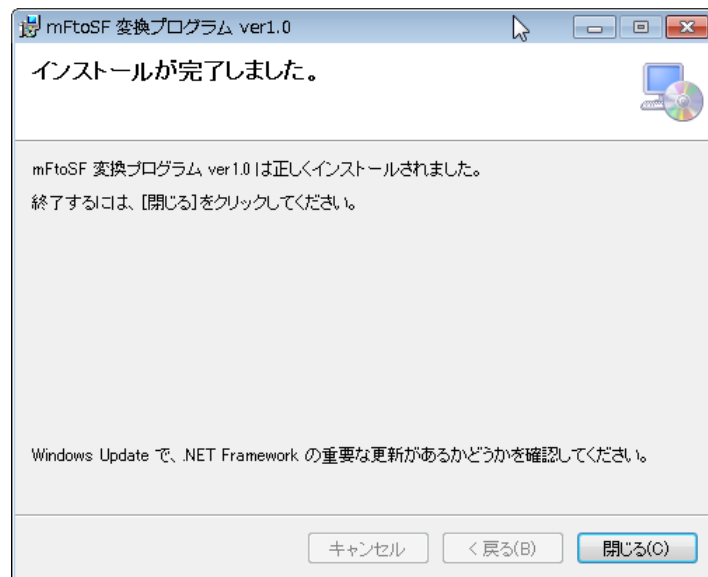 mFtoSF 変換プログラム ver1.0
インストールが完了しました。
mFtoSF 変換プログラム ver1.0 は正しくインストールされました。
終了するには、[閉じる]をクリックしてください。
Windows Update で、.NET Framework の重要な更新があるかどうかを確認してください。
キャンセル
< 戻る(B)
閉じる(C)